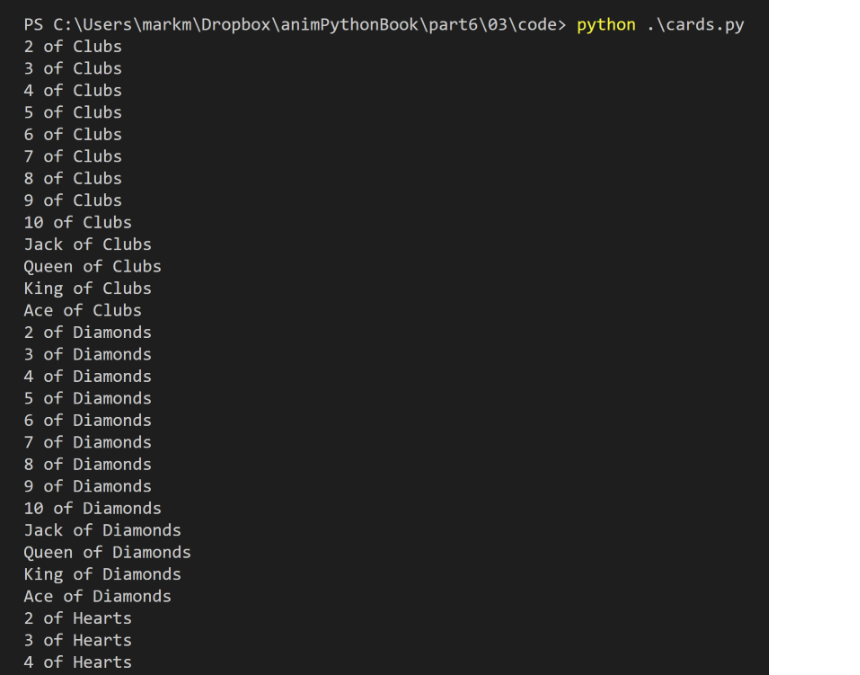 PS C:\Users\markm\Dropbox\animPythonBook\part6\03\code> python .\cards.py
2 of Clubs
3 of Clubs
4 of Clubs
5 of Clubs
6 of Clubs
7 of Clubs
8 of Clubs
9 of Clubs
10 of Clubs
Jack of Clubs
Queen of Clubs
King of Clubs
Ace of Clubs
2 of Diamonds
3 of Diamonds
4 of Diamonds
5 of Diamonds
6 of Diamonds
7 of Diamonds
8 of Diamonds
9 of Diamonds
10 of Diamonds
Jack of Diamonds
Queen of Diamonds
King of Diamonds
Ace of Diamonds
2 of Hearts
3 of Hearts
4 of Hearts